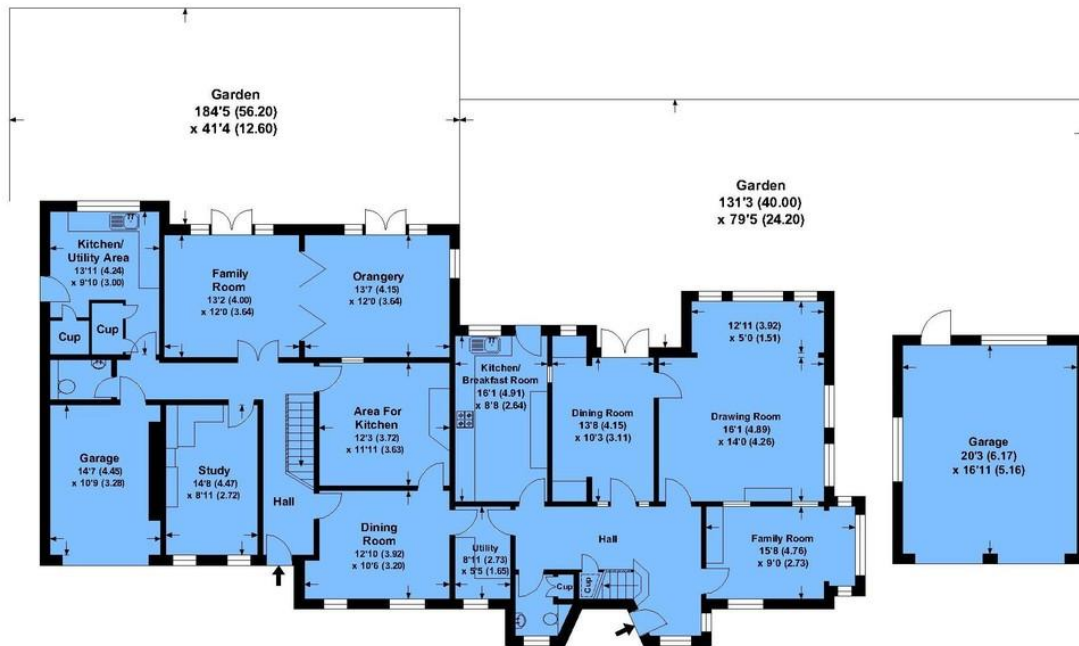 Garden
184'5 (56.20)
x 41'4 (12.60)
Garden
131'3 (40.00)
x 79'5 (24.20)
Kitchen/
Utility Area
13'11 (4.24)
x 9'10 (3.00)
Cup
Cup
Family
Room
13'2 (4.00)
x 12'0 (3.64)
Orangery
13'7 (4.15)
x 12'0 (3.64)
12'11 (3.92)
x 5'0 (1.51)
Kitchen/
Breakfast Room
16'1 (4.91)
x 8'8 (2.64)
Dining Room
13'8 (4.15)
x 10'3 (3.11)
Drawing Room
16'1 (4.89)
x 14'0 (4.26)
Area For
Kitchen
12'3 (3.72)
x 11'11 (3.63)
Garage
14'7 (4.45)
x 10'9 (3.28)
Study
14'8 (4.47)
x 8'11 (2.72)
Hall
Dining
Room
12'10 (3.92)
x 10'6 (3.20)
Utility
8'11 (2.73)
x 5'5 (1.65)
Hall
Cup
Cup
Family Room
15'8 (4.76)
x 9'0 (2.73)
Garage
20'3 (6.17)
x 16'11 (5.16)